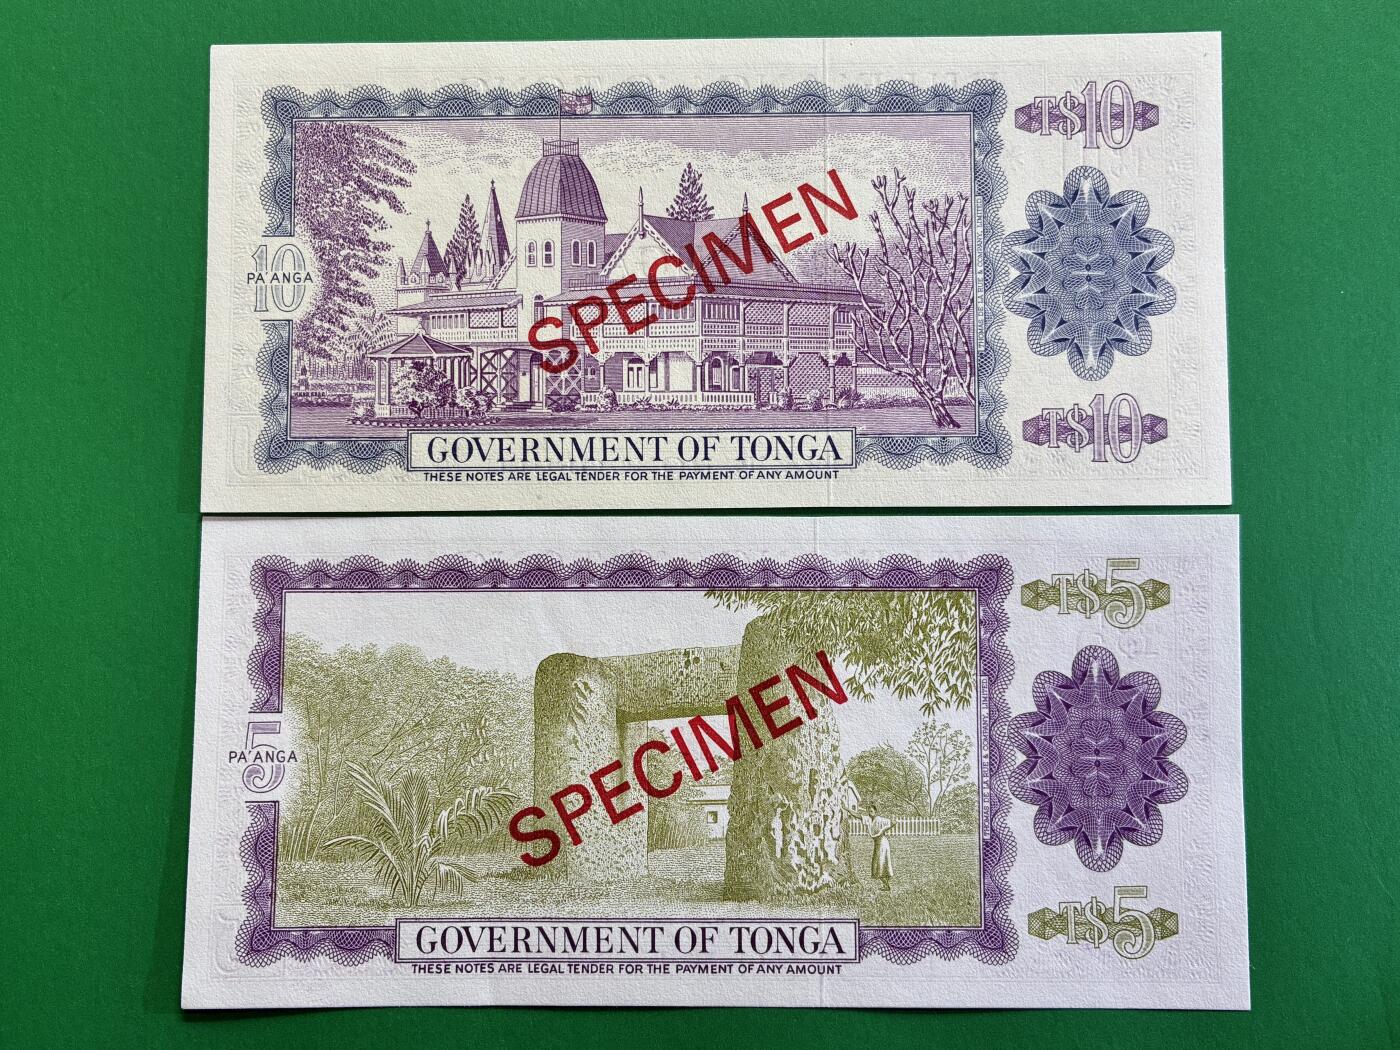 T$10
SPECIMEN
10
PA'ANGA
T$10
GOVERNMENT OF TONGA
THESE NOTES ARE LEGAL TENDER FOR THE PAYMENT OF ANY AMOUNT
T$5
SPECIMEN
5
PA'ANGA
T$5
GOVERNMENT OF TONGA
THESE NOTES ARE LEGAL TENDER FOR THE PAYMENT OF ANY AMOUNT